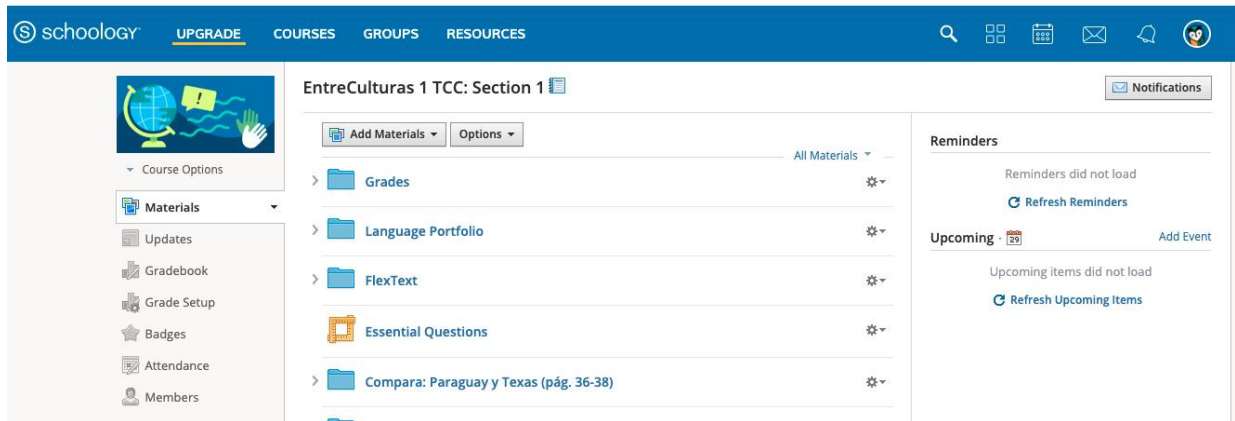 schoology UPGRADE COURSES GROUPS RESOURCES
EntreCulturas 1 TCC: Section 1
Notifications
Course Options
Materials
Updates
Gradebook
Grade Setup
Badges
Attendance
Members
Add Materials Options
All Materials
Grades
Language Portfolio
FlexText
Essential Questions
Compara: Paraguay y Texas (pág. 36-38)
Reminders
Reminders did not load
Refresh Reminders
Upcoming · 29 Add Event
Upcoming items did not load
Refresh Upcoming Items